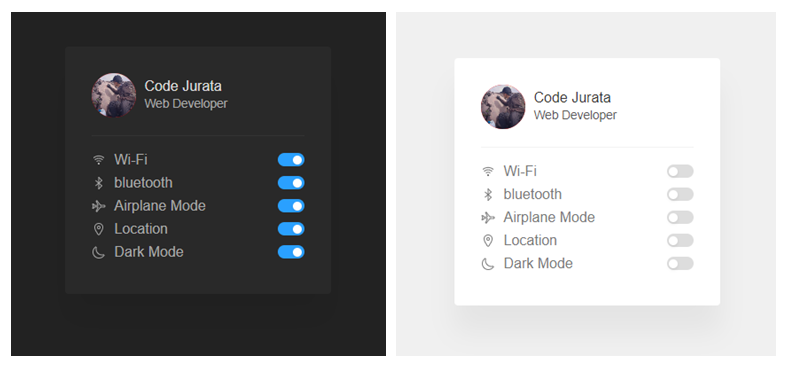 Code Jurata
Web Developer
Wi-Fi
bluetooth
Airplane Mode
Location
Dark Mode
Code Jurata
Web Developer
Wi-Fi
bluetooth
Airplane Mode
Location
Dark Mode